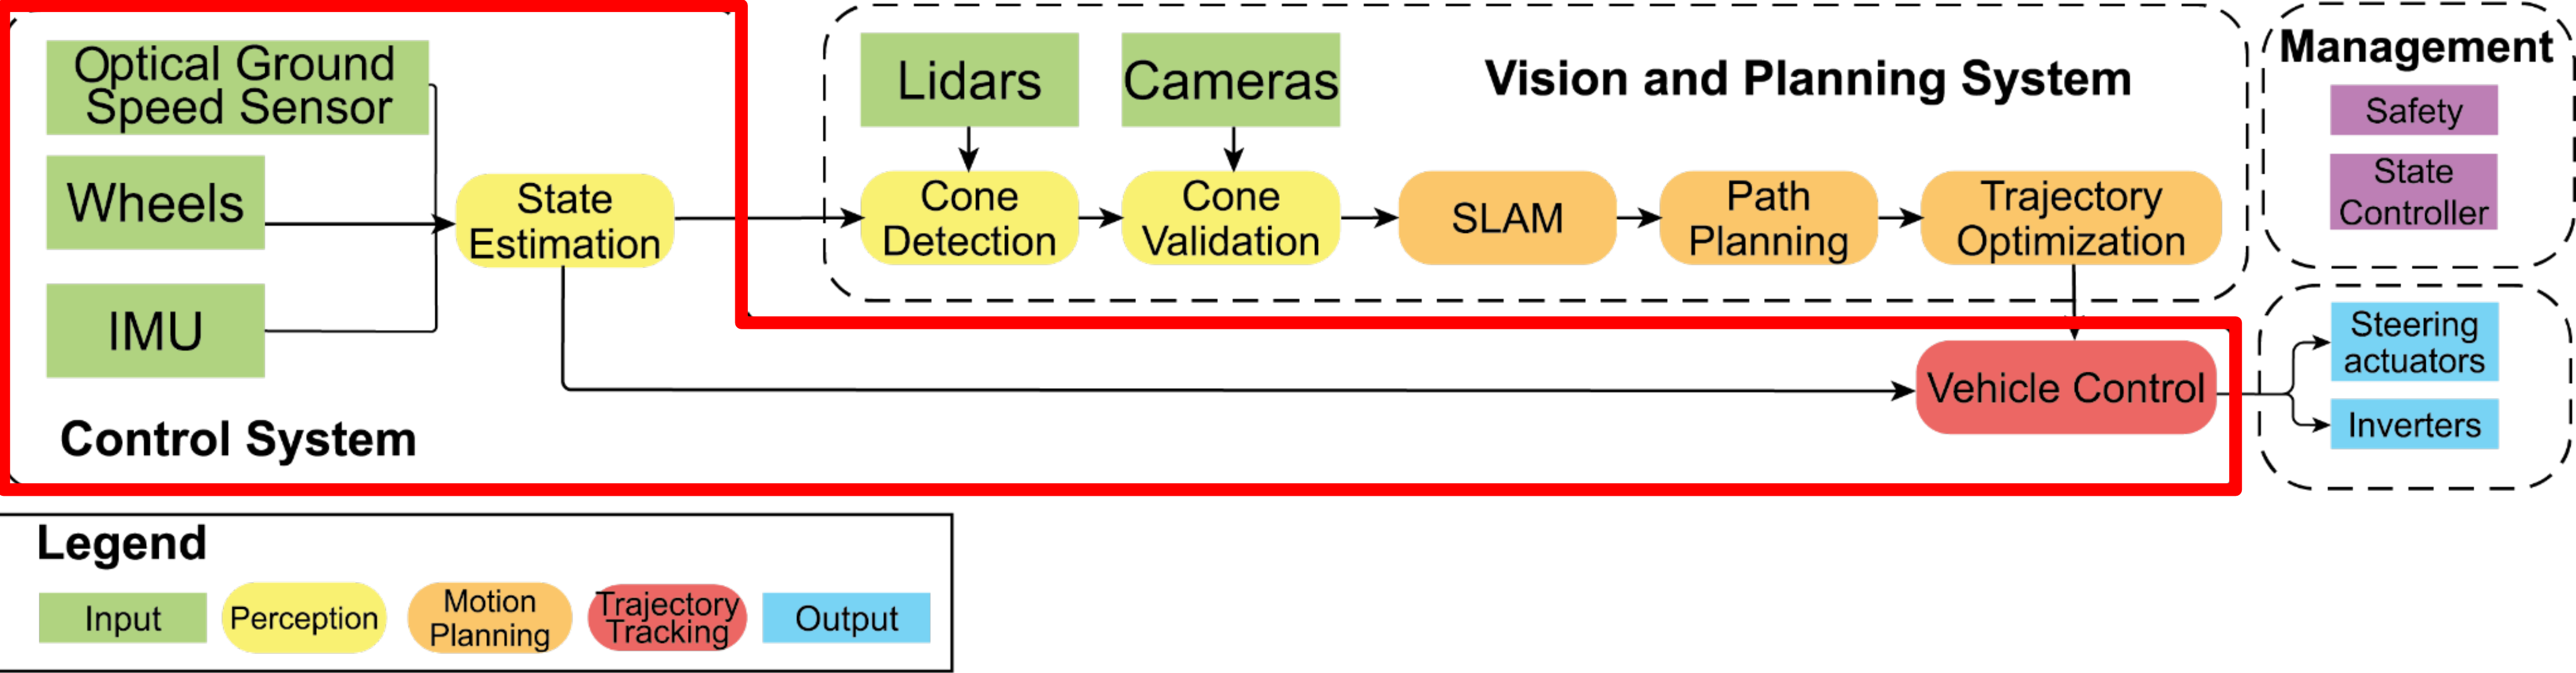 Optical Ground
Speed Sensor
Wheels
IMU
State
Estimation
Control System
Lidars
Cameras
Vision and Planning System
Cone
Detection
Cone
Validation
SLAM
Path
Planning
Trajectory
Optimization
Vehicle Control
Management
Safety
State
Controller
Steering
actuators
Inverters
Legend
Input
Perception
Motion
Planning
Trajectory
Tracking
Output